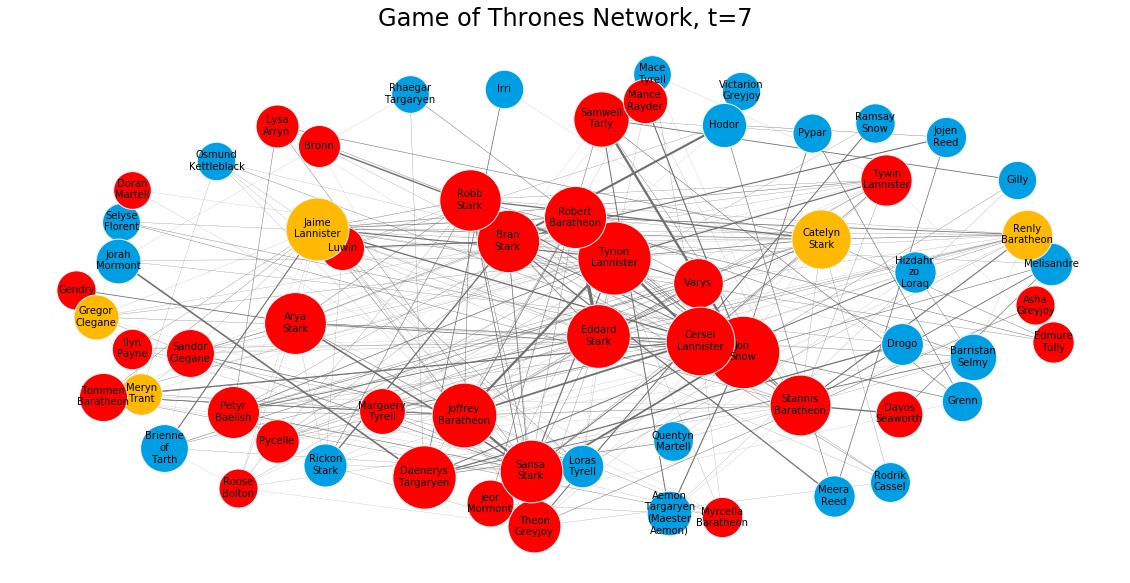 Game of Thrones Network, t=7
Mace
Tyrell
Rhaegar
Targaryen
Irri
Victarion
Greyjoy
Mance
Rayder
Samwell
Tarly
Hodor
Pypar
Ramsay
Snow
Jojen
Reed
Lysa
Arryn
Bronn
Osmund
Kettleblack
Tywin
Lannister
Gilly
Doran
Martell
Selyse
Florent
Robb
Stark
Robert
Baratheon
Jaime
Lannister
Luwin
Bran
Stark
Catelyn
Stark
Renly
Baratheon
Melisandre
Jorah
Mormont
Tyrion
Lannister
Varys
Hizdahr
zo
Loraq
Gendry
Gregor
Clegane
Arya
Stark
Eddard
Stark
Cersei
Lannister
Jon
Snow
Asha
Greyjoy
Edmure
Tully
Drogo
Barristan
Selmy
Ilyn
Payne
Sandor
Clegane
Tommen
Baratheon
Meryn
Trant
Petyr
Baelish
Margaery
Tyrell
Joffrey
Baratheon
Stannis
Baratheon
Davos
Seaworth
Grenn
Brienne
of
Tarth
Pycelle
Rickon
Stark
Quentyn
Martell
Roose
Bolton
Daenerys
Targaryen
Sansa
Stark
Loras
Tyrell
Jeor
Mormont
Theon
Greyjoy
Aemon
Targaryen
(Maester
Aemon)
Myrcella
Baratheon
Meera
Reed
Rodrik
Cassel